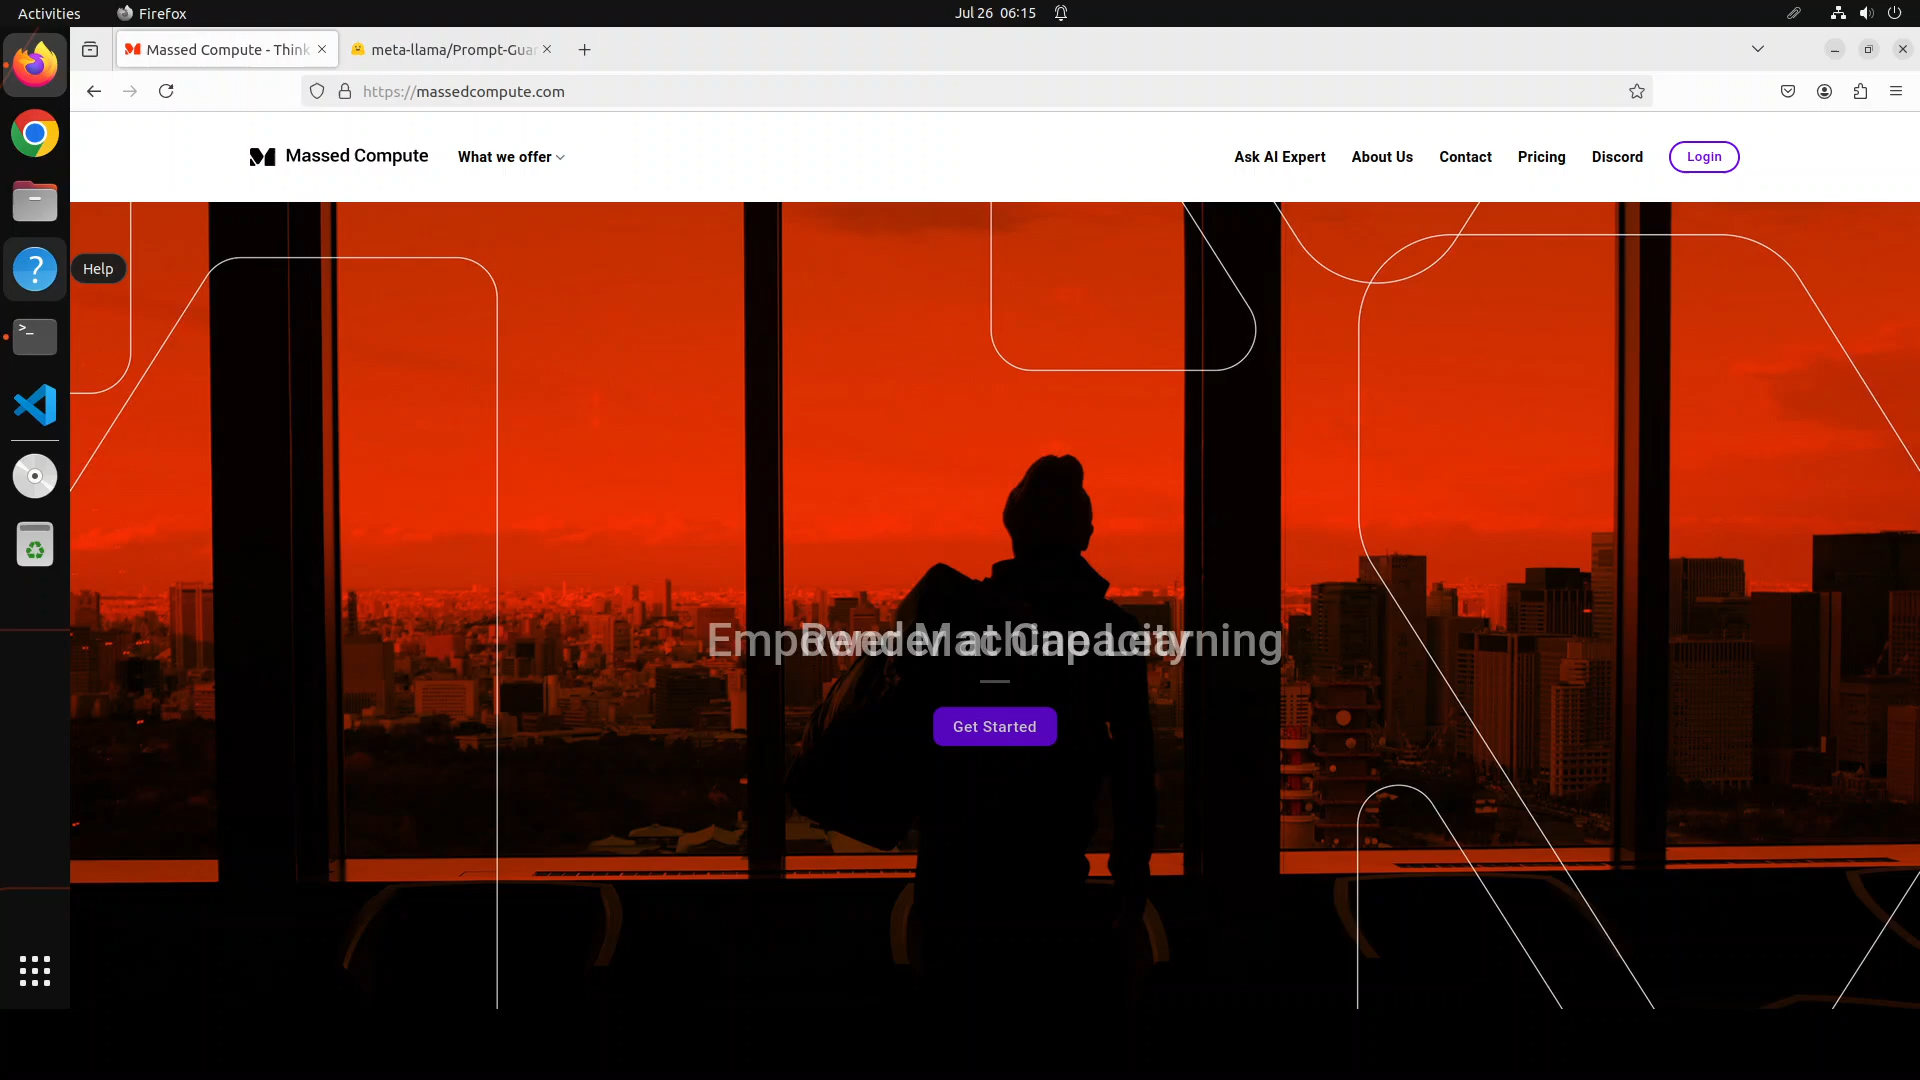 Activities
Firefox
Jul 26 06:15
Massed Compute - Think
meta-llama/Prompt-Guar
https://massedcompute.com
Massed Compute
What we offer
Ask AI Expert
About Us
Contact
Pricing
Discord
Login
Help
Get Started